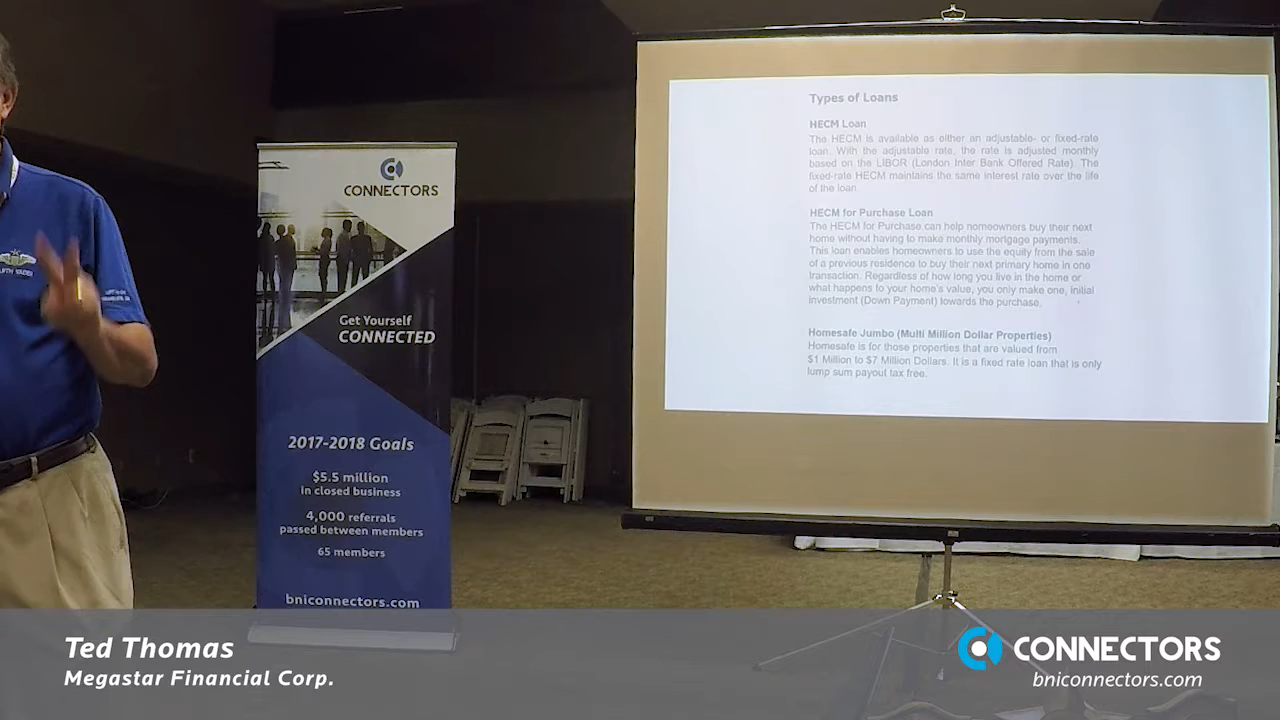 CONNECTORS
Get Yourself
CONNECTED
2017-2018 Goals
$5.5 million
in closed business
4,000 referrals
passed between members
65 members
bniconnectors.com
Types of Loans
HECM Loan
The HECM is available as either an adjustable- or fixed-rate
loan. With the adjustable rate, the rate is adjusted monthly
based on the LIBOR (London Inter Bank Offered Rate). The
fixed-rate HECM maintains the same interest rate over the life
of the loan.
HECM for Purchase Loan
The HECM for Purchase can help homeowners buy their next
home without having to make monthly mortgage payments.
This loan enables homeowners to use the equity from the sale
of a previous residence to buy their next primary home in one
transaction. Regardless of how long you live in the home or
what happens to your home's value, you only make one, initial
investment (Down Payment) towards the purchase.
Homesafe Jumbo (Multi Million Dollar Properties)
Homesafe is for those properties that are valued from
$1 Million to $7 Million Dollars. It is a fixed rate loan that is only
lump sum payout tax free.
Ted Thomas
Megastar Financial Corp.
CONNECTORS
bniconnectors.com